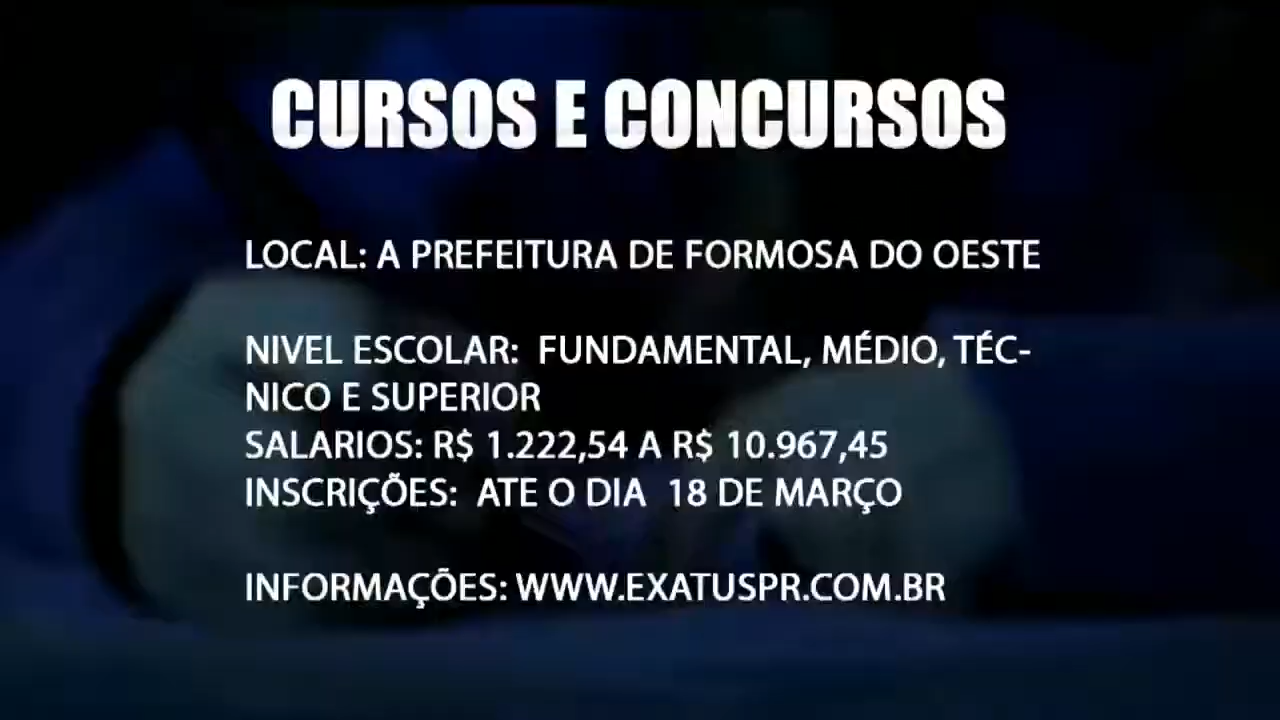 CURSOS E CONCURSOS
LOCAL: A PREFEITURA DE FORMOSA DO OESTE
NIVEL ESCOLAR:  FUNDAMENTAL, MÉDIO, TÉC-
NICO E SUPERIOR
SALARIOS: R$ 1.222,54 A R$ 10.967,45
INSCRIÇÕES:  ATE O DIA  18 DE MARÇO
INFORMAÇÕES: WWW.EXATUSPR.COM.BR